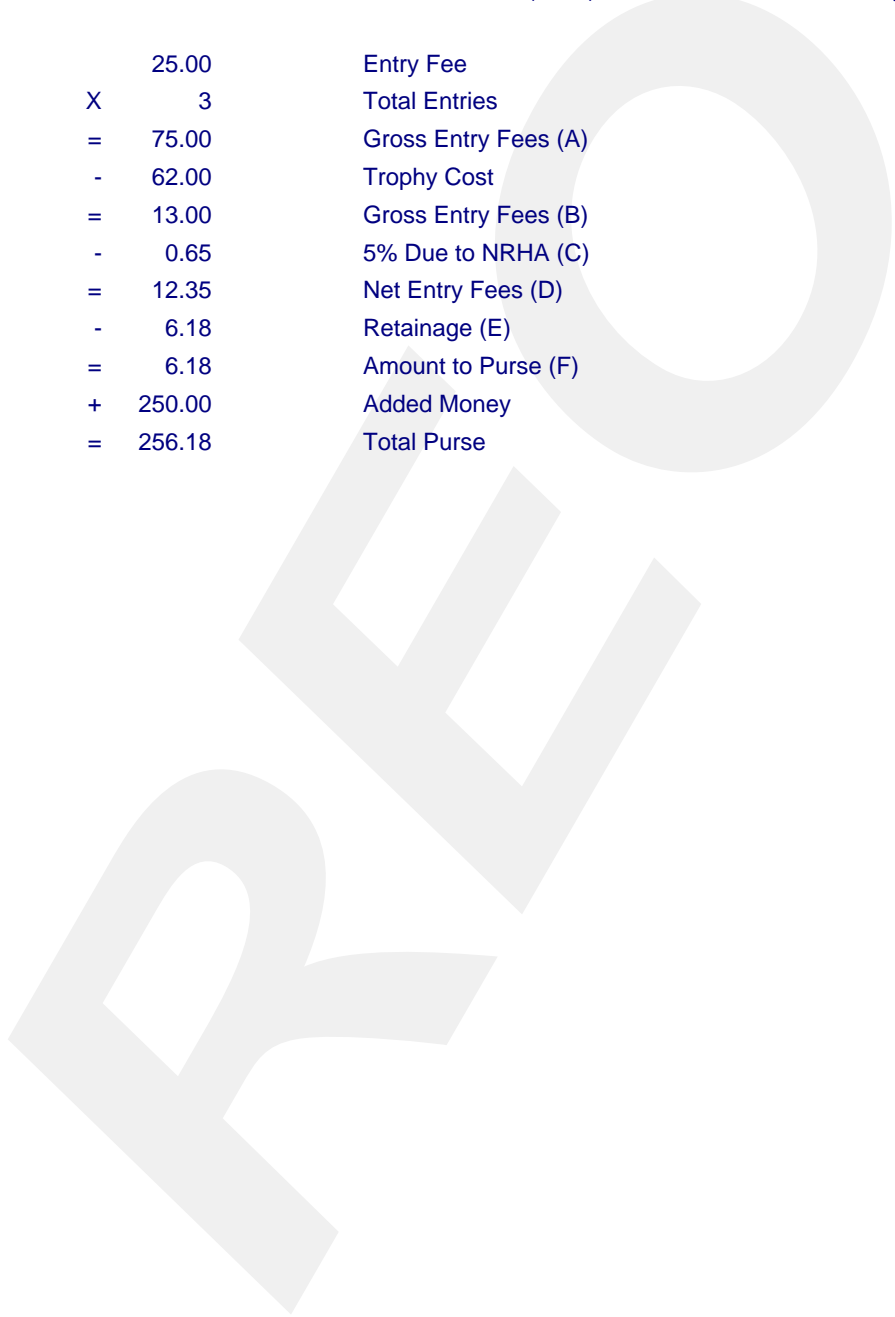 25.00 Entry Fee
X 3 Total Entries
= 75.00 Gross Entry Fees (A)
- 62.00 Trophy Cost
= 13.00 Gross Entry Fees (B)
- 0.65 5% Due to NRHA (C)
= 12.35 Net Entry Fees (D)
- 6.18 Retainage (E)
= 6.18 Amount to Purse (F)
+ 250.00 Added Money
= 256.18 Total Purse
REO